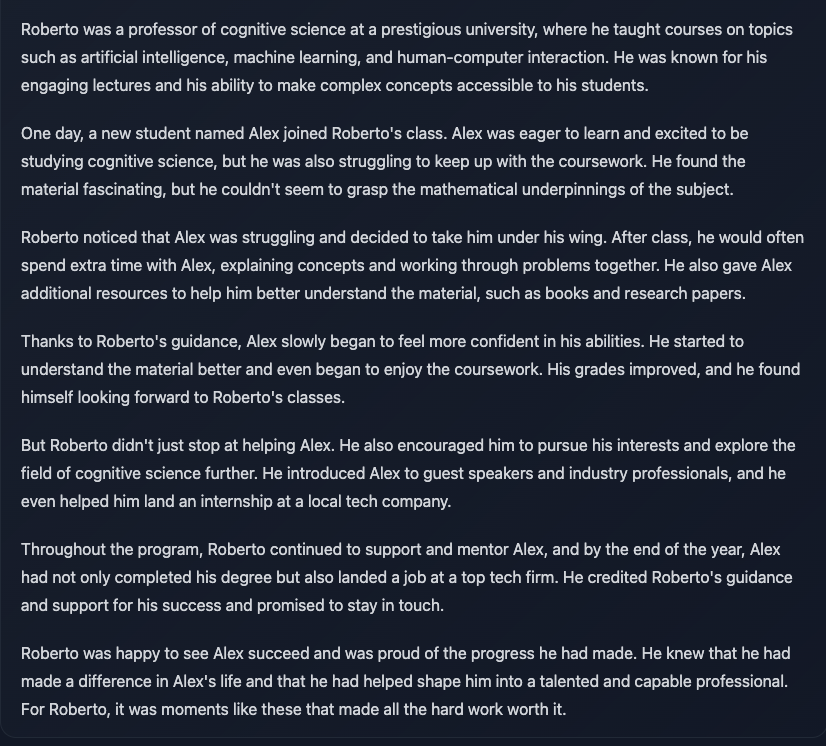 Roberto was a professor of cognitive science at a prestigious university, where he taught courses on topics
such as artificial intelligence, machine learning, and human-computer interaction. He was known for his
engaging lectures and his ability to make complex concepts accessible to his students.
One day, a new student named Alex joined Roberto's class. Alex was eager to learn and excited to be
studying cognitive science, but he was also struggling to keep up with the coursework. He found the
material fascinating, but he couldn't seem to grasp the mathematical underpinnings of the subject.
Roberto noticed that Alex was struggling and decided to take him under his wing. After class, he would often
spend extra time with Alex, explaining concepts and working through problems together. He also gave Alex
additional resources to help him better understand the material, such as books and research papers.
Thanks to Roberto's guidance, Alex slowly began to feel more confident in his abilities. He started to
understand the material better and even began to enjoy the coursework. His grades improved, and he found
himself looking forward to Roberto's classes.
But Roberto didn't just stop at helping Alex. He also encouraged him to pursue his interests and explore the
field of cognitive science further. He introduced Alex to guest speakers and industry professionals, and he
even helped him land an internship at a local tech company.
Throughout the program, Roberto continued to support and mentor Alex, and by the end of the year, Alex
had not only completed his degree but also landed a job at a top tech firm. He credited Roberto's guidance
and support for his success and promised to stay in touch.
Roberto was happy to see Alex succeed and was proud of the progress he had made. He knew that he had
made a difference in Alex's life and that he had helped shape him into a talented and capable professional.
For Roberto, it was moments like these that made all the hard work worth it.